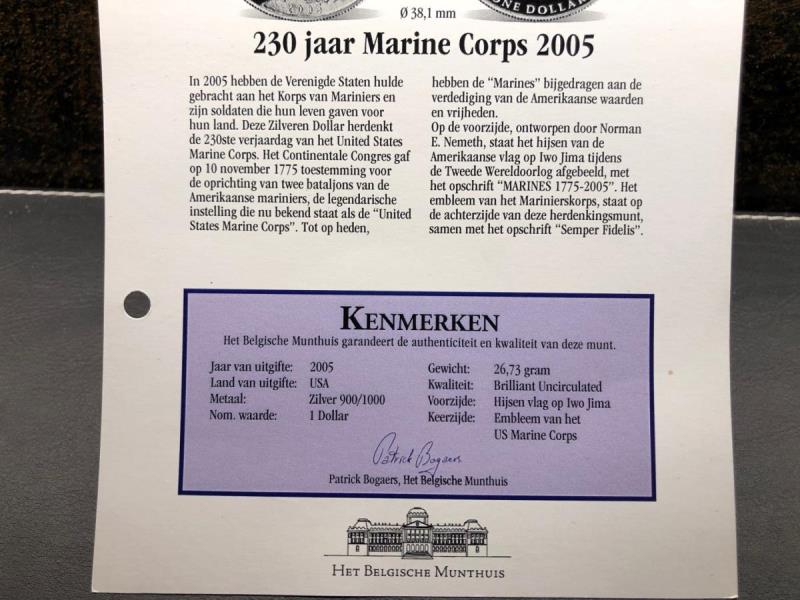 2005
ONE DOLLAR
Ø 38,1 mm
230 jaar Marine Corps 2005
In 2005 hebben de Verenigde Staten hulde
gebracht aan het Korps van Mariniers en
zijn soldaten die hun leven gaven voor
hun land. Deze Zilveren Dollar herdenkt
de 230ste verjaardag van het United States
Marine Corps. Het Continentale Congres gaf
op 10 november 1775 toestemming voor
de oprichting van twee bataljons van de
Amerikaanse mariniers, de legendarische
instelling die nu bekend staat als de “United
States Marine Corps”. Tot op heden,
hebben de “Marines” bijgedragen aan de
verdediging van de Amerikaanse waarden
en vrijheden.
Op de voorzijde, ontworpen door Norman
E. Nemeth, staat het hijsen van de
Amerikaanse vlag op Iwo Jima tijdens
de Tweede Wereldoorlog afgebeeld, met
het opschrift “MARINES 1775-2005”. Het
embleem van het Marinierskorps, staat op
de achterzijde van deze herdenkingsmunt,
samen met het opschrift “Semper Fidelis”.
KENMERKEN
Het Belgische Munthuis garandeert de authenticiteit en kwaliteit van deze munt.
Jaar van uitgifte: 2005
Land van uitgifte: USA
Metaal: Zilver 900/1000
Nom. waarde: 1 Dollar
Gewicht: 26,73 gram
Kwaliteit: Brilliant Uncirculated
Voorzijde: Hijsen vlag op Iwo Jima
Keerzijde: Embleem van het
US Marine Corps
Patrick Bogaers
Patrick Bogaers, Het Belgische Munthuis
HET BELGISCHE MUNTHUIS